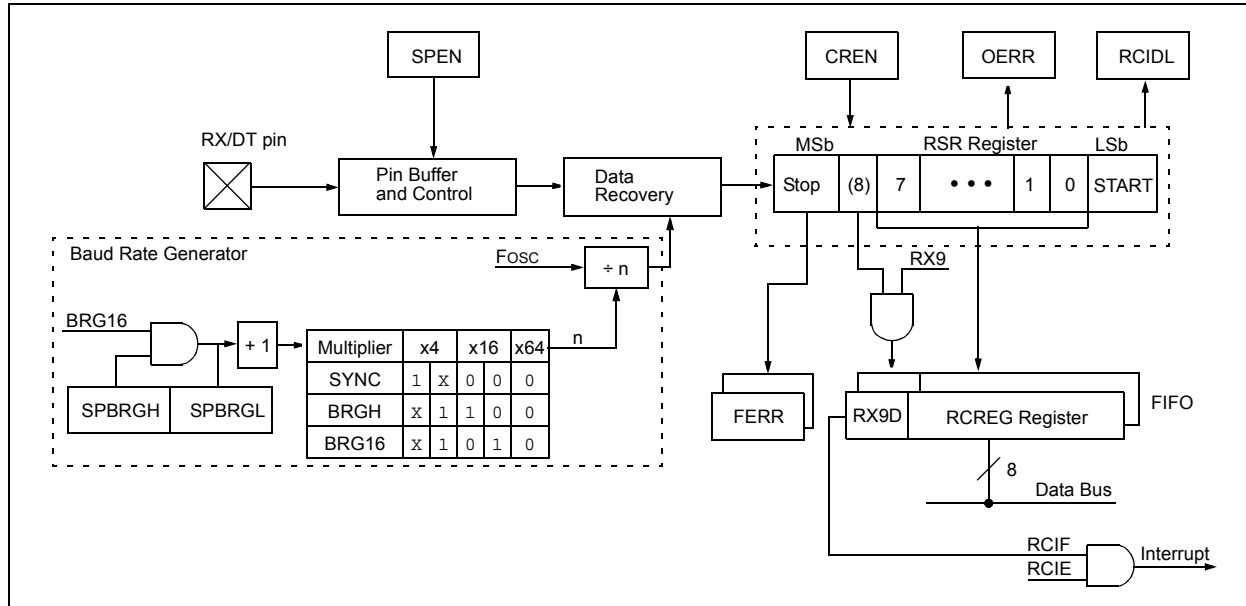 SPEN
CREN
OERR
RCIDL
RX/DT pin
MSb
RSR Register
LSb
Pin Buffer
and Control
Data
Recovery
Stop (8) 7 • • • 1 0 START
Baud Rate Generator
FOSC
÷ n
RX9
BRG16
+ 1
n
Multiplier x4 x16 x64
SYNC 1 X 0 0 0
BRGH X 1 1 0 0
BRG16 X 1 0 1 0
SPBRGH SPBRGL
FERR
RX9D RCREG Register
FIFO
8
Data Bus
RCIF
RCIE
Interrupt